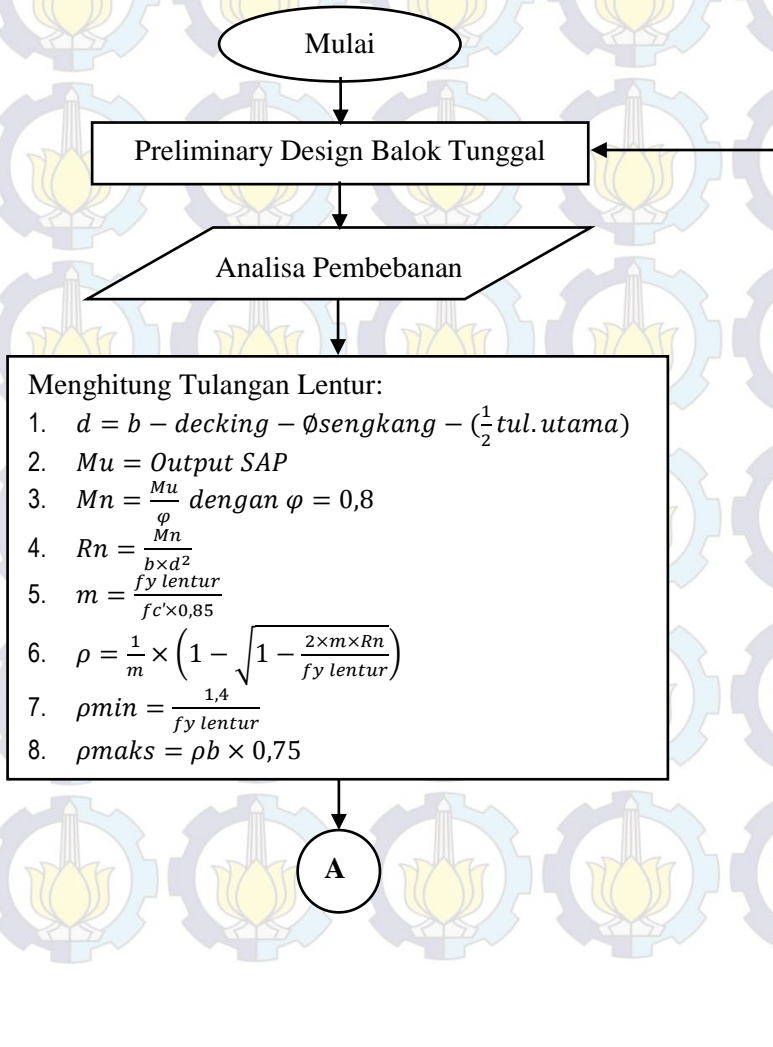 Mulai
Preliminary Design Balok Tunggal
Analisa Pembebanan
Menghitung Tulangan Lentur:
1. d = b − decking − Øsengkang − (1/2 tul. utama)
2. Mu = Output SAP
3. Mn = Mu/φ dengan φ = 0,8
4. Rn = Mn/(b×d²)
5. m = fy lentur/(fc'×0,85)
6. ρ = 1/m × (1 − √(1 − (2×m×Rn)/(fy lentur)))
7. ρmin = 1,4/(fy lentur)
8. ρmaks = ρb × 0,75
A